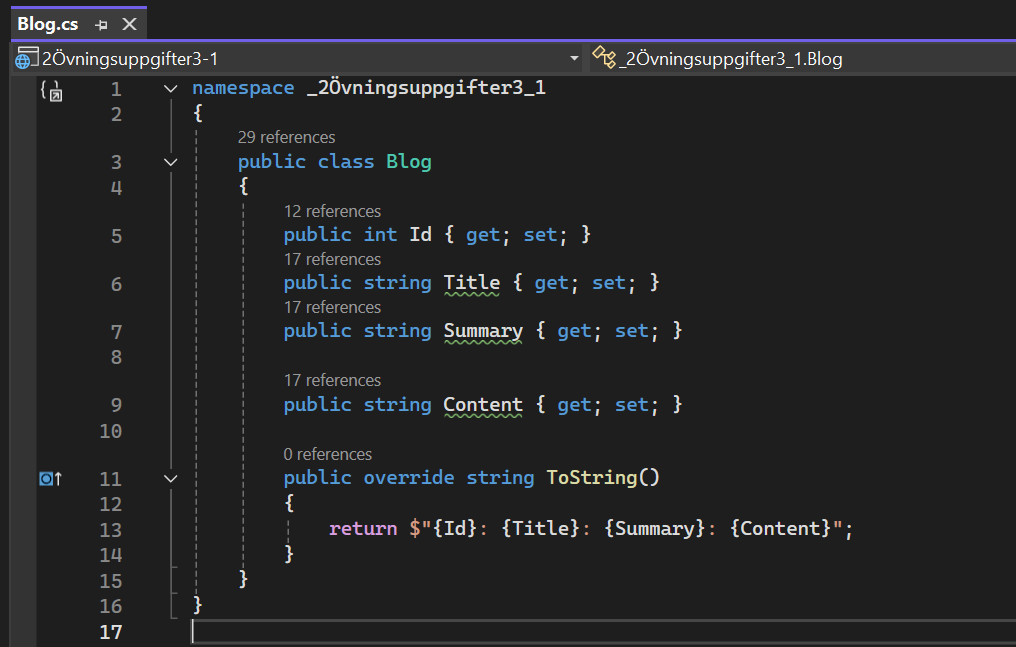 Blog.cs
2Övningsuppgifter3-1 _2Övningsuppgifter3_1.Blog
1 namespace _2Övningsuppgifter3_1
2 {
29 references
3 public class Blog
4 {
12 references
5 public int Id { get; set; }
17 references
6 public string Title { get; set; }
17 references
7 public string Summary { get; set; }
8
17 references
9 public string Content { get; set; }
10
0 references
11 public override string ToString()
12 {
13 return $"{Id}: {Title}: {Summary}: {Content}";
14 }
15 }
16 }
17